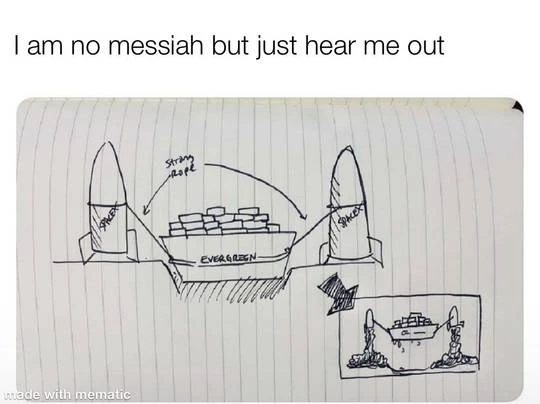 I am no messiah but just hear me out
Strong
Rope
SPACEX
SPACEX
EVERGREEN
made with mematic